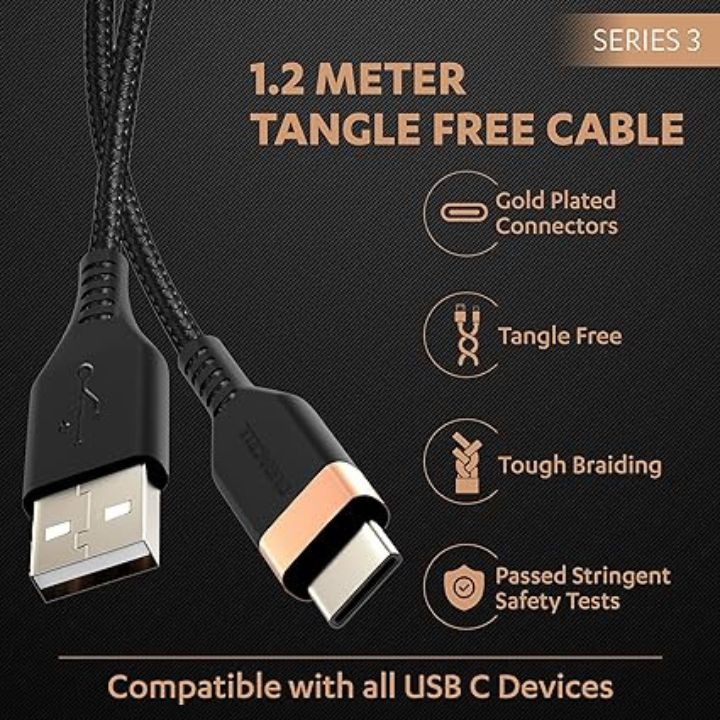 SERIES 3
1.2 METER
TANGLE FREE CABLE
Gold Plated
Connectors
Tangle Free
Tough Braiding
Passed Stringent
Safety Tests
Compatible with all USB C Devices